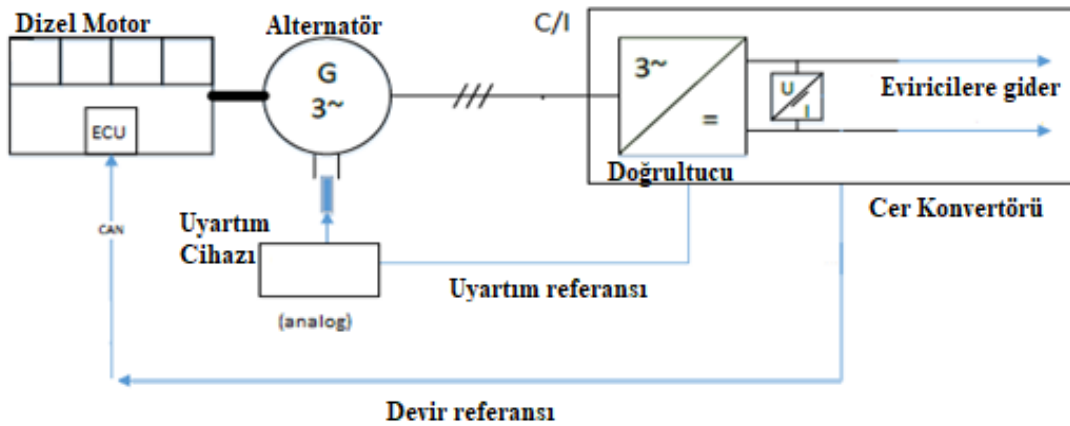 Dizel Motor
Alternatör
C/I
G
3~
3~
=
U
I
Eviricilere gider
ECU
Doğrultucu
Cer Konvertörü
CAN
Uyartım
Cihazı
Uyartım referansı
(analog)
Devir referansı